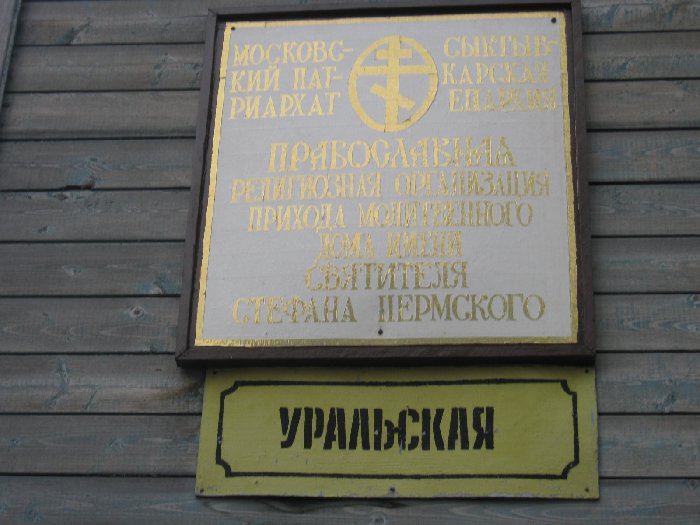 МОСКОВС-
КИЙ ПАТ-
РИАРХАТ
СЫКТЫВ-
КАРСКАЯ
ЕПАРХИЯ
ПРАВОСЛАВНАЯ
РЕЛИГИОЗНАЯ ОРГАНИЗАЦИЯ
ПРИХОДА МОЛИТВЕННОГО
ДОМА ИМЕНИ
СВЯТИТЕЛЯ
СТЕФАНА ПЕРМСКОГО
УРАЛЬСКАЯ